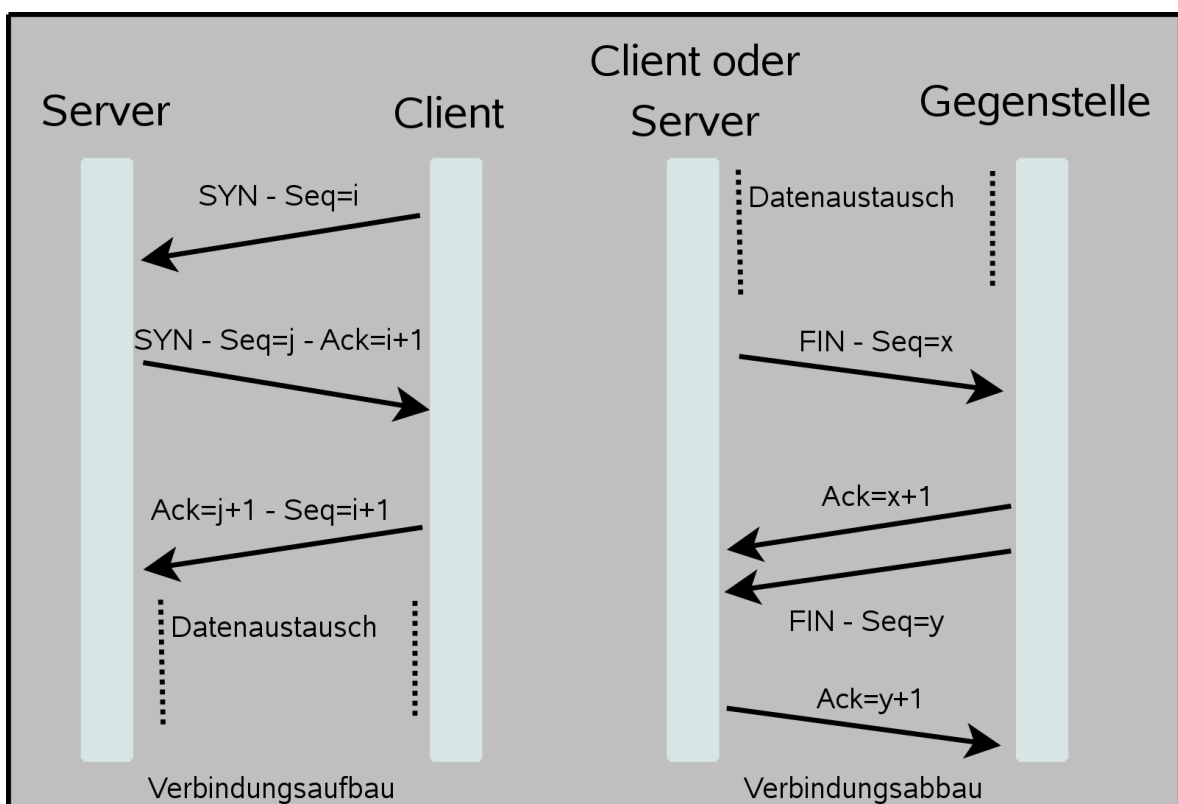 Server
Client
SYN - Seq=i
SYN - Seq=j - Ack=i+1
Ack=j+1 - Seq=i+1
Datenaustausch
Verbindungsaufbau
Client oder
Server
Gegenstelle
Datenaustausch
FIN - Seq=x
Ack=x+1
FIN - Seq=y
Ack=y+1
Verbindungsabbau